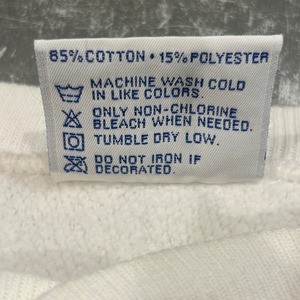 85% COTTON • 15% POLYESTER
MACHINE WASH COLD
IN LIKE COLORS.
ONLY NON-CHLORINE
BLEACH WHEN NEEDED.
TUMBLE DRY LOW.
DO NOT IRON IF
DECORATED.